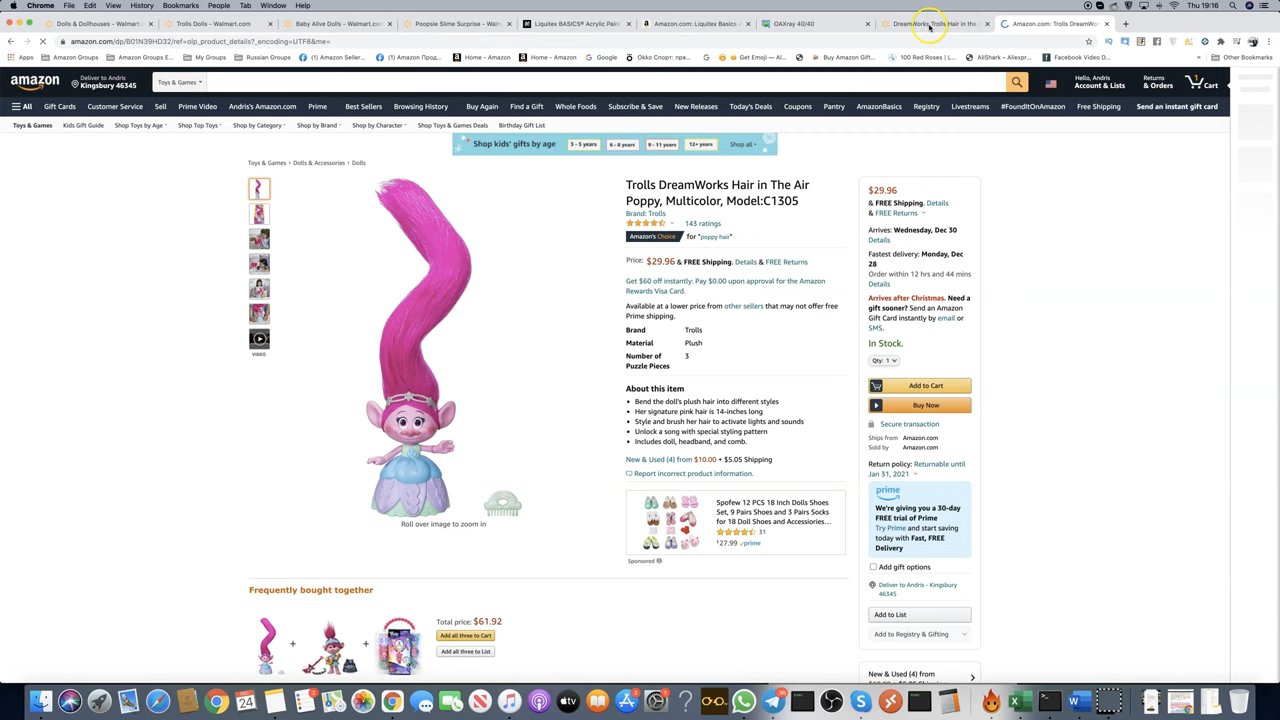 Chrome File Edit View History Bookmarks People Tab Window Help Thu 19:16
Dolls & Dollhouses - Walmart. Trolls Dolls - Walmart.com Baby Alive Dolls - Walmart.com Poopsie Slime Surprise - Walm Liquitex BASICS® Acrylic Paint Amazon.com: Liquitex Basics A OAXray 40/40 DreamWorks Trolls Hair in the Amazon.com: Trolls DreamWo
amazon.com/dp/B01N39HD32/ref=olp_product_details?_encoding=UTF8&me=
Apps Amazon Groups Amazon Groups My Groups Russian Groups (1) Amazon Seller... (1) Amazon Прод... Home - Amazon Home - Amazon Google Окко Спорт: пре... Get Emoji — Al... Buy Amazon Gif... 100 Red Roses | L... AliShark – Aliexpr... Facebook Video D... » Other Bookmarks
amazon
Deliver to Andris
Kingsbury 46345
Toys & Games
Hello, Andris
Account & Lists
Returns
& Orders
1
Cart
All Gift Cards Customer Service Sell Prime Video Andris's Amazon.com Prime Best Sellers Browsing History Buy Again Find a Gift Whole Foods Subscribe & Save New Releases Today's Deals Coupons Pantry AmazonBasics Registry Livestreams #FoundItOnAmazon Free Shipping Send an instant gift card
Toys & Games Kids Gift Guide Shop Toys by Age Shop Top Toys Shop by Category Shop by Brand Shop by Character Shop Toys & Games Deals Birthday Gift List
Shop kids' gifts by age 3 - 5 years 6 - 8 years 9 - 11 years 12+ years Shop all
Toys & Games › Dolls & Accessories › Dolls
VIDEO
Roll over image to zoom in
Trolls DreamWorks Hair in The Air
Poppy, Multicolor, Model:C1305
Brand: Trolls
143 ratings
Amazon's Choice for "poppy hair"
Price: $29.96 & FREE Shipping. Details & FREE Returns
Get $60 off instantly: Pay $0.00 upon approval for the Amazon
Rewards Visa Card.
Available at a lower price from other sellers that may not offer free
Prime shipping.
Brand Trolls
Material Plush
Number of 3
Puzzle Pieces
About this item
• Bend the doll's plush hair into different styles
• Her signature pink hair is 14-inches long
• Style and brush her hair to activate lights and sounds
• Unlock a song with special styling pattern
• Includes doll, headband, and comb.
New & Used (4) from $10.00 + $5.05 Shipping
Report incorrect product information.
Spofew 12 PCS 18 Inch Dolls Shoes
Set, 9 Pairs Shoes and 3 Pairs Socks
for 18 Doll Shoes and Accessiories...
31
$27.99 prime
Sponsored
$29.96
& FREE Shipping. Details
& FREE Returns
Arrives: Wednesday, Dec 30
Details
Fastest delivery: Monday, Dec
28
Order within 12 hrs and 44 mins
Details
Arrives after Christmas. Need a
gift sooner? Send an Amazon
Gift Card instantly by email or
SMS.
In Stock.
Qty: 1
Add to Cart
Buy Now
Secure transaction
Ships from Amazon.com
Sold by Amazon.com
Return policy: Returnable until
Jan 31, 2021
prime
We're giving you a 30-day
FREE trial of Prime
Try Prime and start saving
today with Fast, FREE
Delivery
Add gift options
Deliver to Andris - Kingsbury
46345
Add to List
Add to Registry & Gifting
New & Used (4) from
Frequently bought together
+ +
Total price: $61.92
Add all three to Cart
Add all three to List